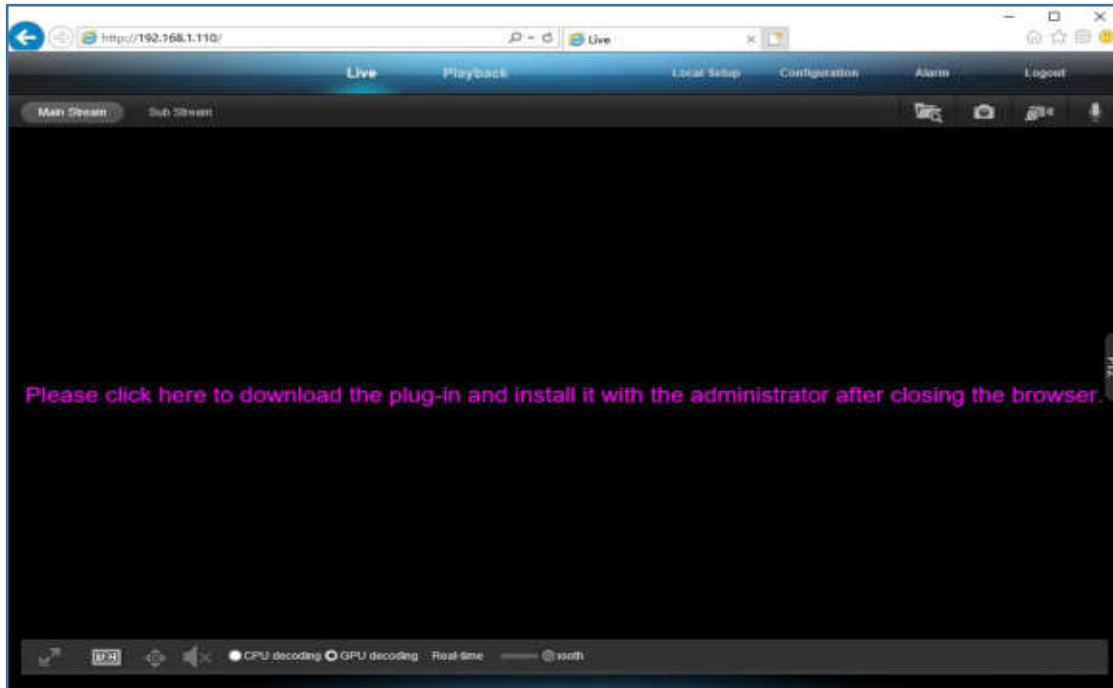 http://192.168.1.110/
Live
Live Playback Local Setup Configuration Alarm Logout
Main Stream Sub Stream
Please click here to download the plug-in and install it with the administrator after closing the browser.
CPU decoding GPU decoding Real-time